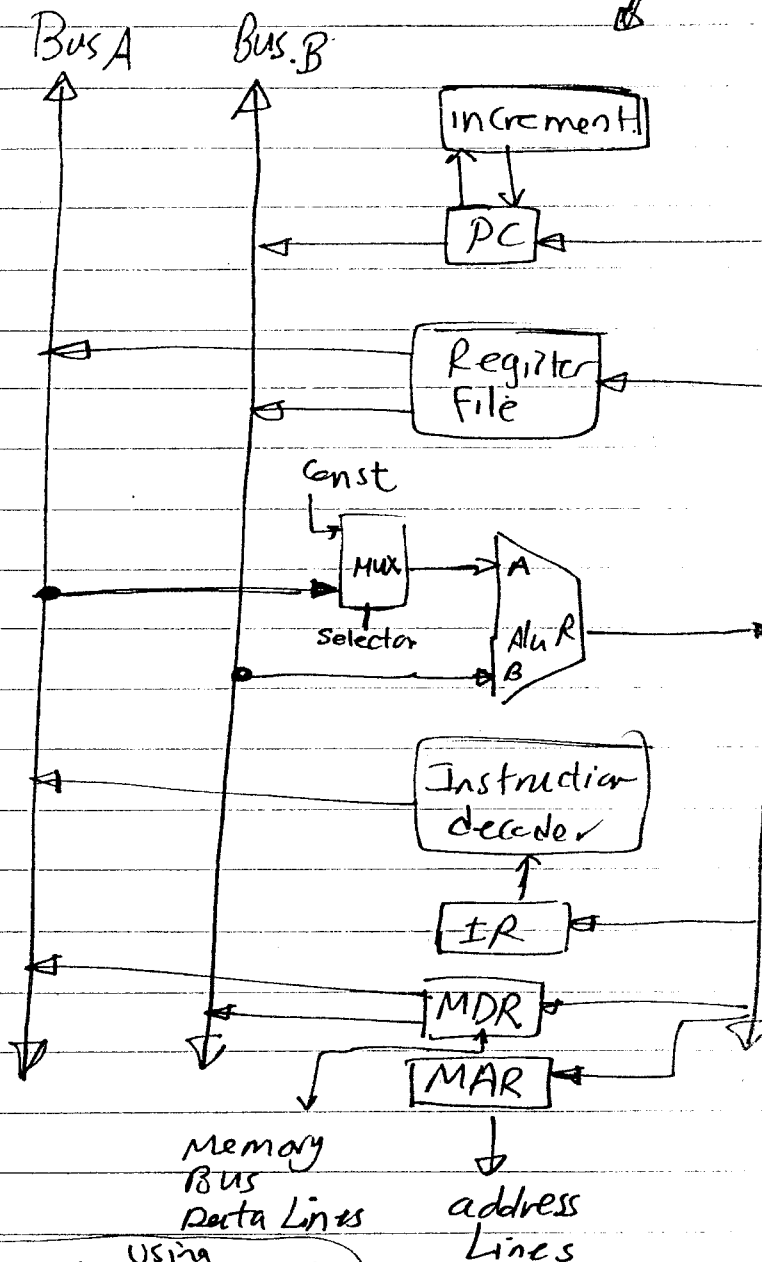 Bus A
Bus.B
increment
PC
Register
File
Const
MUX
A
Selector
Alu R
B
Instruction
decoder
IR
MDR
MAR
Memory
Bus
Data Lines
address
Lines
Using